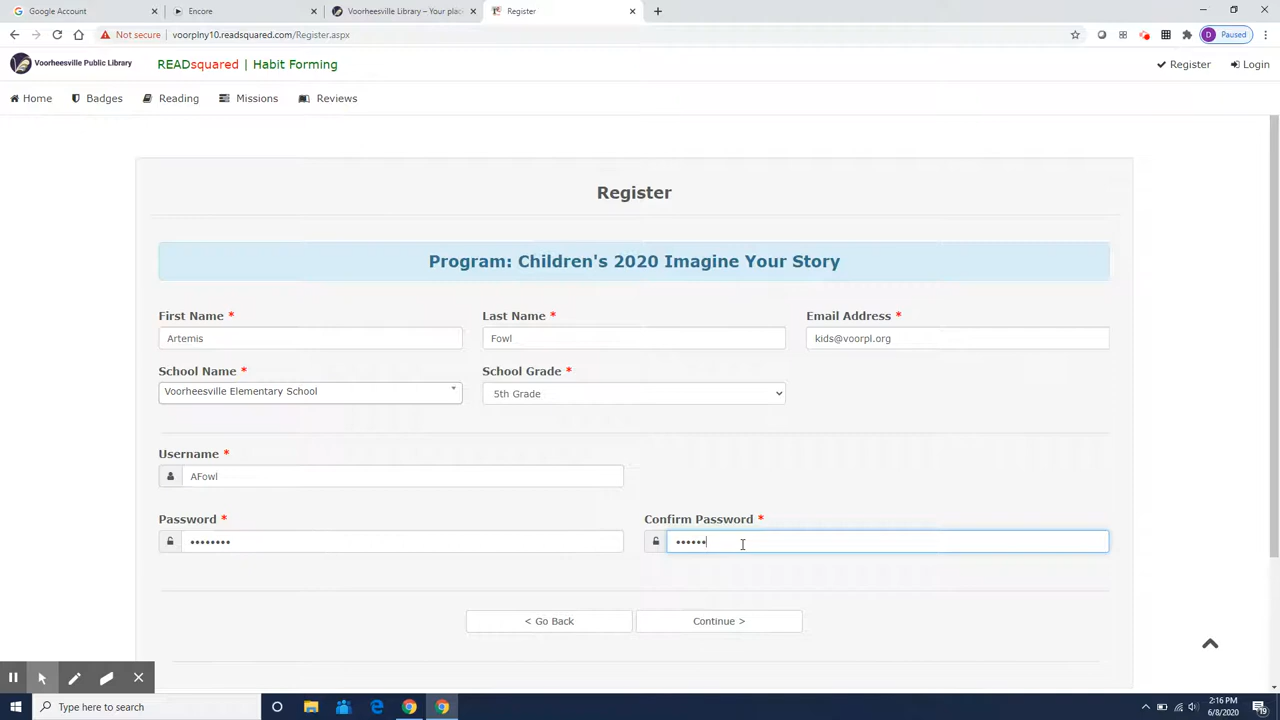 Google Account
Encore
Voorheesville Library – Your plac
Register
Not secure
voorplny10.readsquared.com/Register.aspx
D
Paused
Voorheesville Public Library
READsquared | Habit Forming
Register
Login
Home
Badges
Reading
Missions
Reviews
Register
Program: Children's 2020 Imagine Your Story
First Name *
Last Name *
Email Address *
Artemis
Fowl
kids@voorpl.org
School Name *
School Grade *
Voorheesville Elementary School
5th Grade
Username *
AFowl
Password *
Confirm Password *
••••••••
••••••
< Go Back
Continue >
Type here to search
2:16 PM
6/8/2020